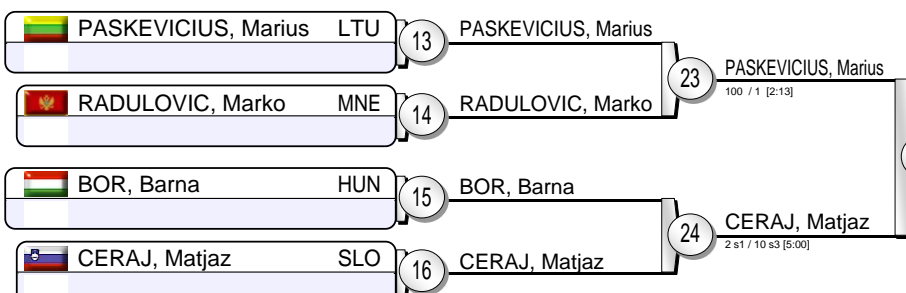 PASKEVICIUS, Marius LTU
13
PASKEVICIUS, Marius
RADULOVIC, Marko MNE
14
RADULOVIC, Marko
23
PASKEVICIUS, Marius
100 / 1 [2:13]
BOR, Barna HUN
15
BOR, Barna
CERAJ, Matjaz SLO
16
CERAJ, Matjaz
24
CERAJ, Matjaz
2 s1 / 10 s3 [5:00]